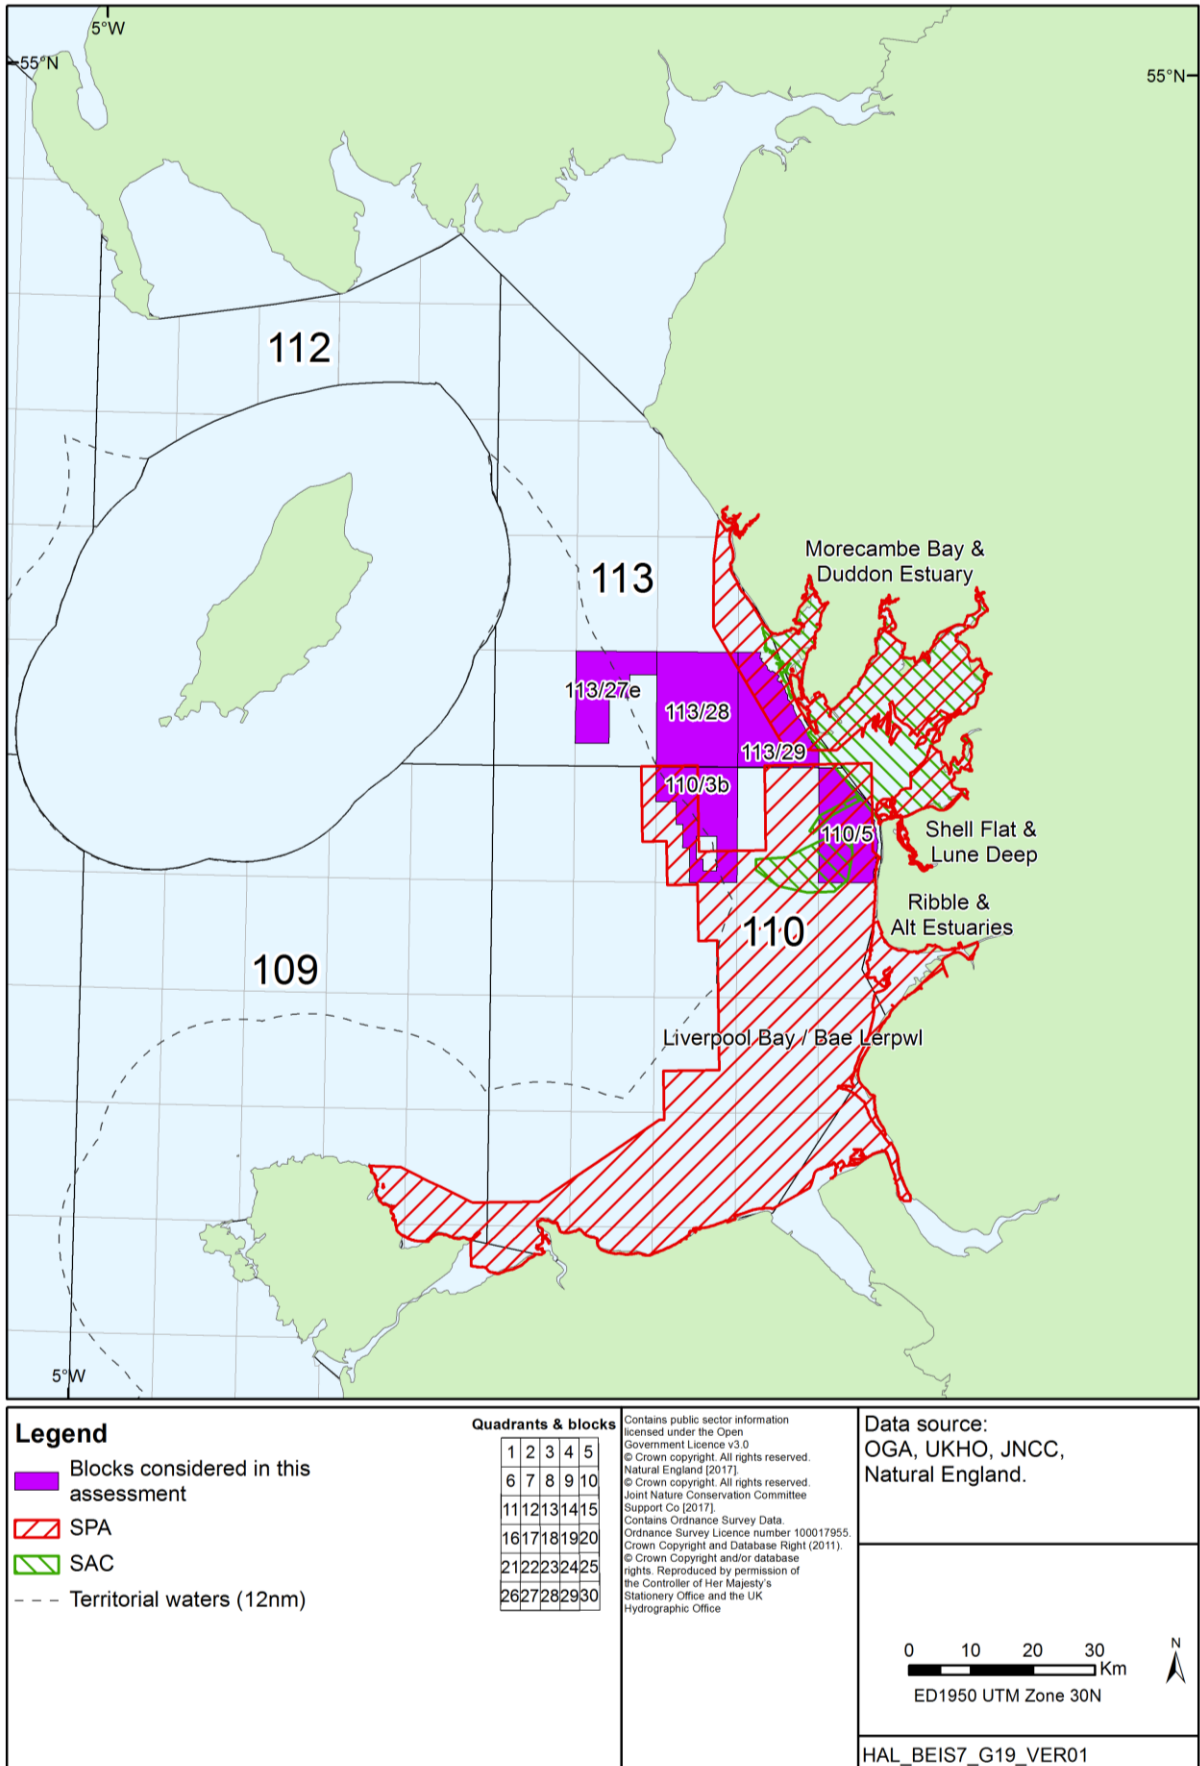 5°W
55°N
55°N
112
113
Morecambe Bay &
Duddon Estuary
113/27e
113/28
113/29
110/3b
110/5
Shell Flat &
Lune Deep
Ribble &
Alt Estuaries
110
109
Liverpool Bay / Bae Lerpwl
5°W
Legend
Blocks considered in this
assessment
SPA
SAC
Territorial waters (12nm)
Quadrants & blocks
1 2 3 4 5
6 7 8 9 10
11 12 13 14 15
16 17 18 19 20
21 22 23 24 25
26 27 28 29 30
Contains public sector information
licensed under the Open
Government Licence v3.0
© Crown copyright. All rights reserved.
Natural England [2017].
© Crown copyright. All rights reserved.
Joint Nature Conservation Committee
Support Co [2017].
Contains Ordnance Survey Data.
Ordnance Survey Licence number 100017955.
Crown Copyright and Database Right (2011).
© Crown Copyright and/or database
rights. Reproduced by permission of
the Controller of Her Majesty's
Stationery Office and the UK
Hydrographic Office
Data source:
OGA, UKHO, JNCC,
Natural England.
0 10 20 30
Km
N
ED1950 UTM Zone 30N
HAL_BEIS7_G19_VER01